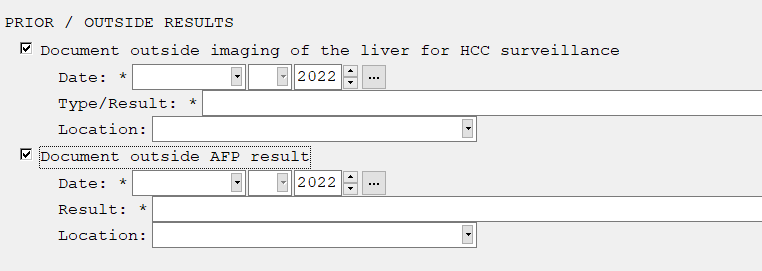 PRIOR / OUTSIDE RESULTS
Document outside imaging of the liver for HCC surveillance
Date: * 2022 ...
Type/Result: *
Location:
Document outside AFP result
Date: * 2022 ...
Result: *
Location: